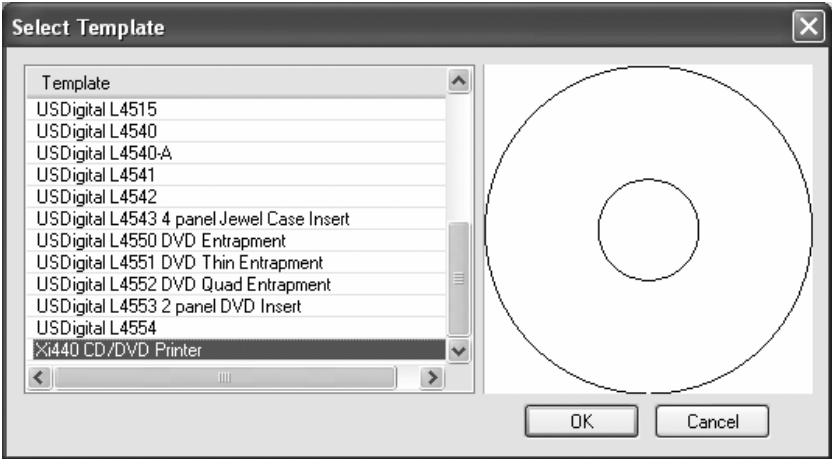 Select Template
Template
USDigital L4515
USDigital L4540
USDigital L4540-A
USDigital L4541
USDigital L4542
USDigital L4543 4 panel Jewel Case Insert
USDigital L4550 DVD Entrapment
USDigital L4551 DVD Thin Entrapment
USDigital L4552 DVD Quad Entrapment
USDigital L4553 2 panel DVD Insert
USDigital L4554
Xi440 CD/DVD Printer
OK
Cancel